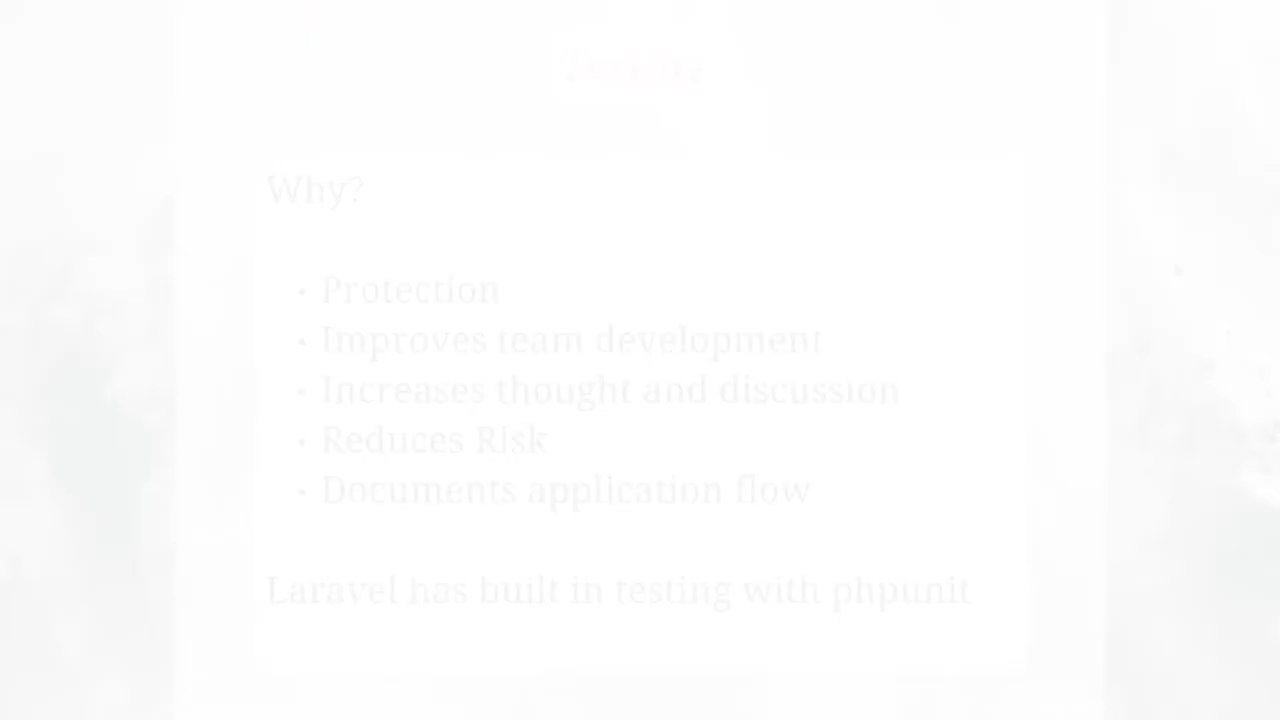 Testing
Why?
• Protection
• Improves team development
• Increases thought and discussion
• Reduces Risk
• Documents application flow
Laravel has built in testing with phpunit